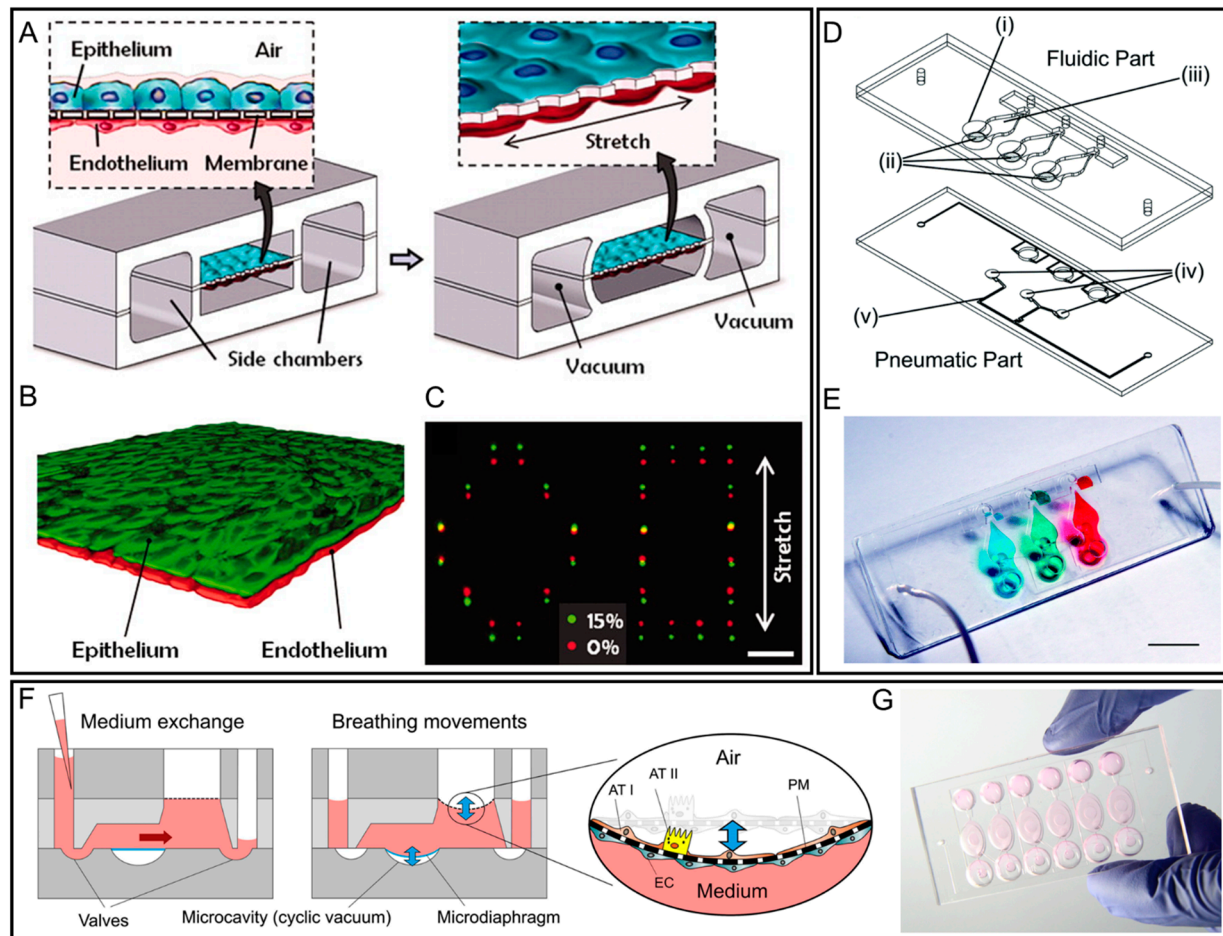 A
Epithelium
Air
Endothelium
Membrane
Stretch
Side chambers
Vacuum
Vacuum
B
Epithelium
Endothelium
C
15%
0%
Stretch
D
(i)
Fluidic Part
(iii)
(ii)
(iv)
(v)
Pneumatic Part
E
F
Medium exchange
Breathing movements
Valves
Microcavity (cyclic vacuum)
Microdiaphragm
Air
AT II
AT I
PM
EC
Medium
G